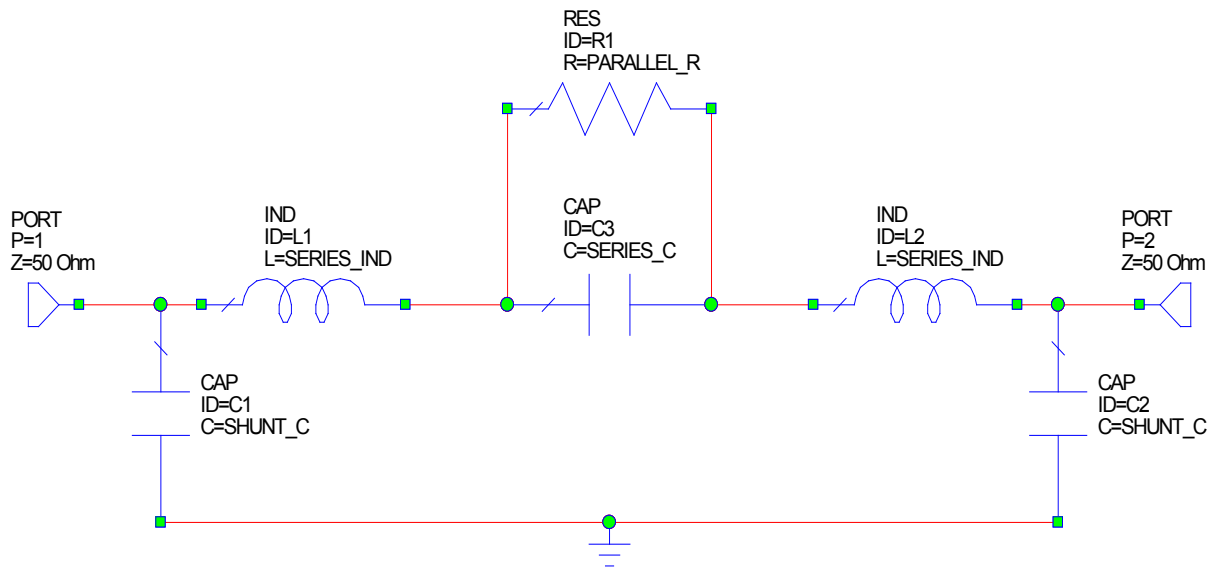 RES
ID=R1
R=PARALLEL_R
CAP
ID=C3
C=SERIES_C
PORT
P=1
Z=50 Ohm
IND
ID=L1
L=SERIES_IND
IND
ID=L2
L=SERIES_IND
PORT
P=2
Z=50 Ohm
CAP
ID=C1
C=SHUNT_C
CAP
ID=C2
C=SHUNT_C